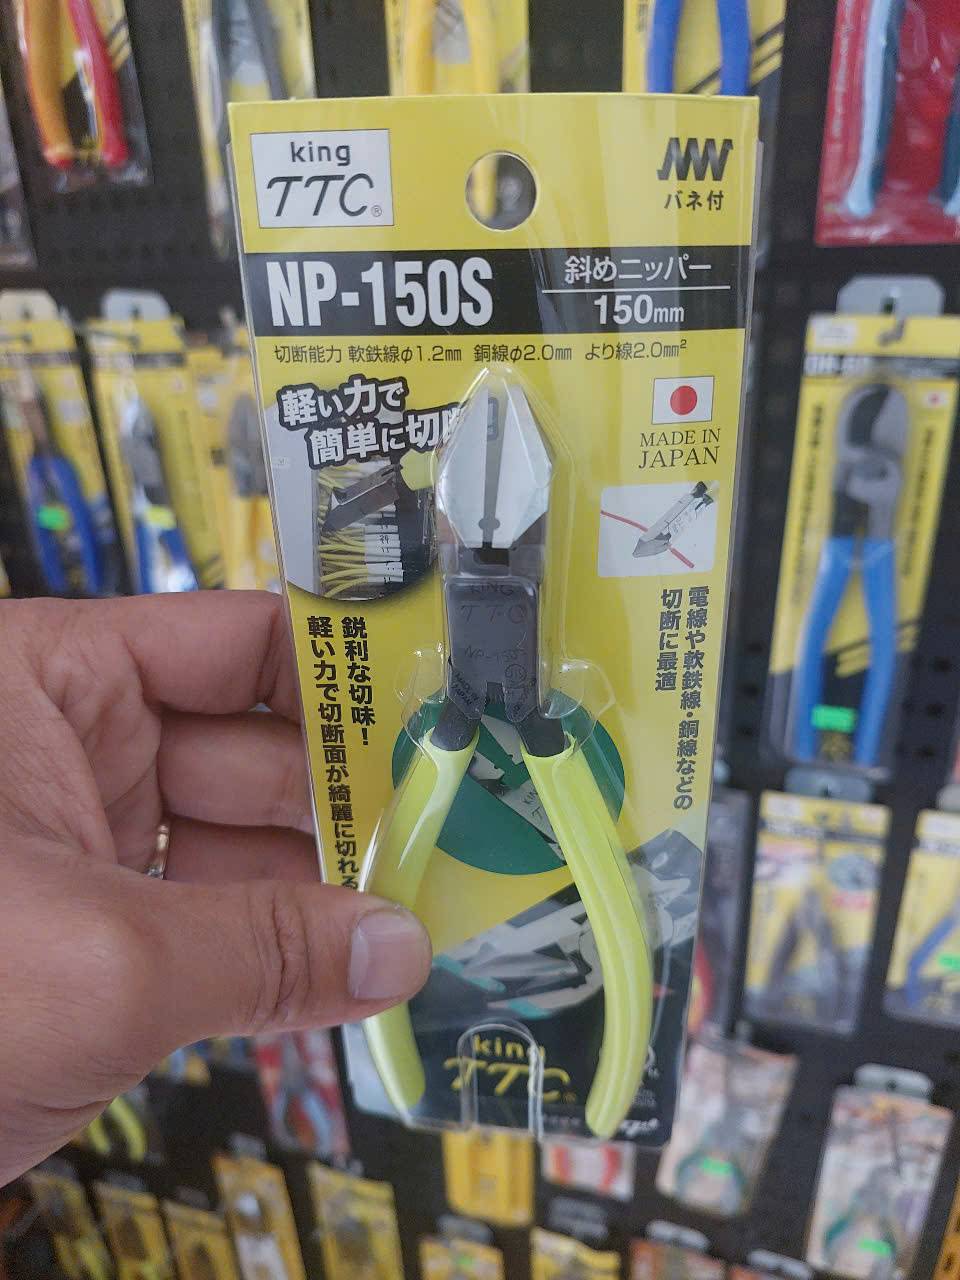 king
TTC®
バネ付
NP-150S
斜めニッパー
150mm
切断能力 軟鉄線φ1.2mm 銅線φ2.0mm より線2.0mm²
軽い力で
簡単に切断
MADE IN
JAPAN
KING
TTC
NP-150S
電線や軟鉄線・銅線などの
切断に最適
鋭利な切味!
軽い力で切断面が綺麗に切れる
king
TTC®